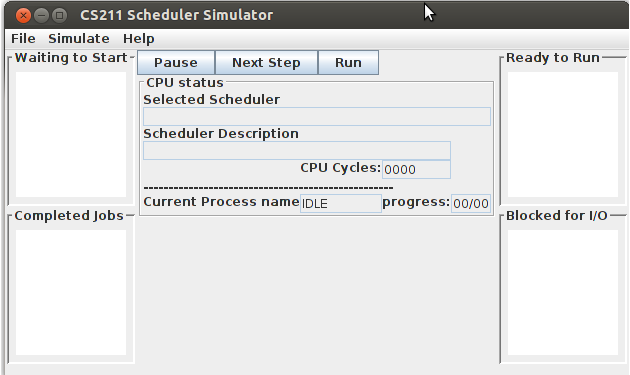 CS211 Scheduler Simulator
File Simulate Help
Waiting to Start
Pause Next Step Run
Ready to Run
CPU status
Selected Scheduler
Scheduler Description
CPU Cycles: 0000
--------------------------------------------------
Current Process name IDLE progress: 00/00
Completed Jobs
Blocked for I/O